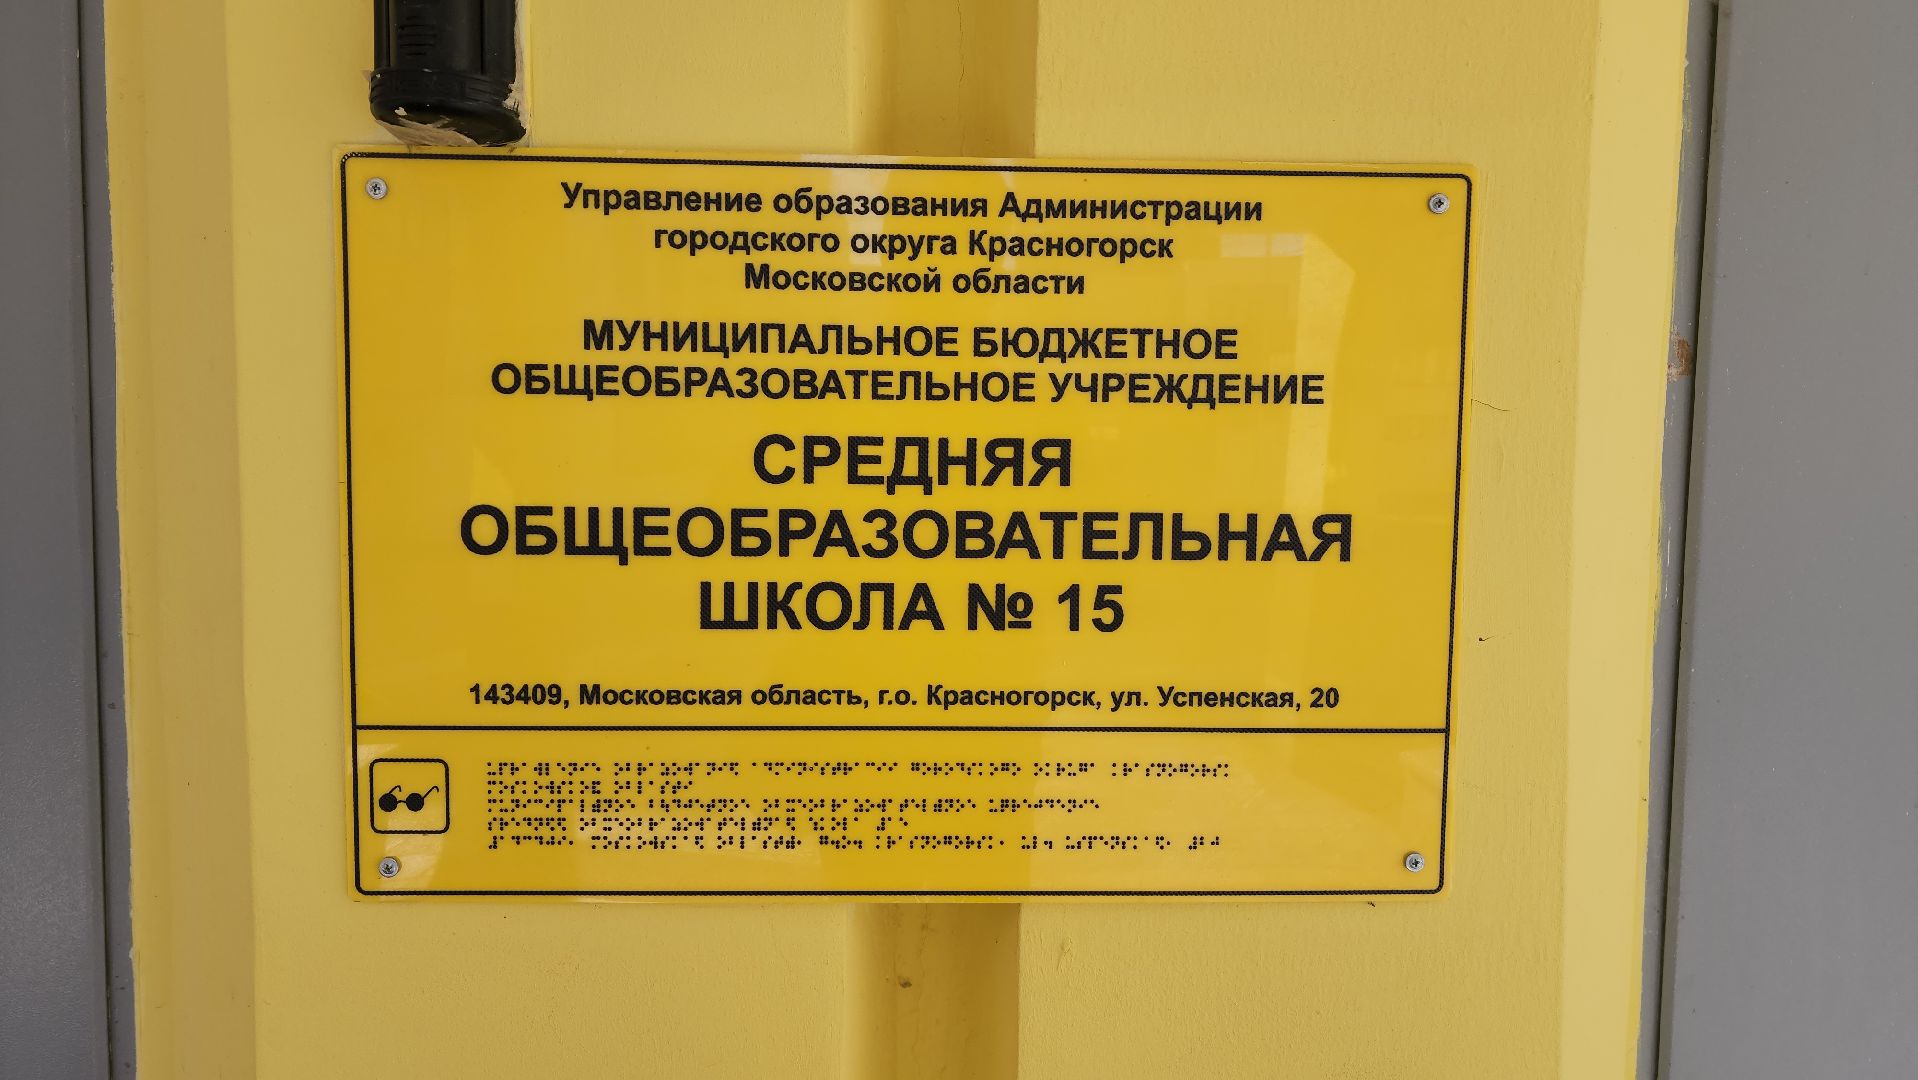 Управление образования Администрации
городского округа Красногорск
Московской области
МУНИЦИПАЛЬНОЕ БЮДЖЕТНОЕ
ОБЩЕОБРАЗОВАТЕЛЬНОЕ УЧРЕЖДЕНИЕ
СРЕДНЯЯ
ОБЩЕОБРАЗОВАТЕЛЬНАЯ
ШКОЛА № 15
143409, Московская область, г.о. Красногорск, ул. Успенская, 20